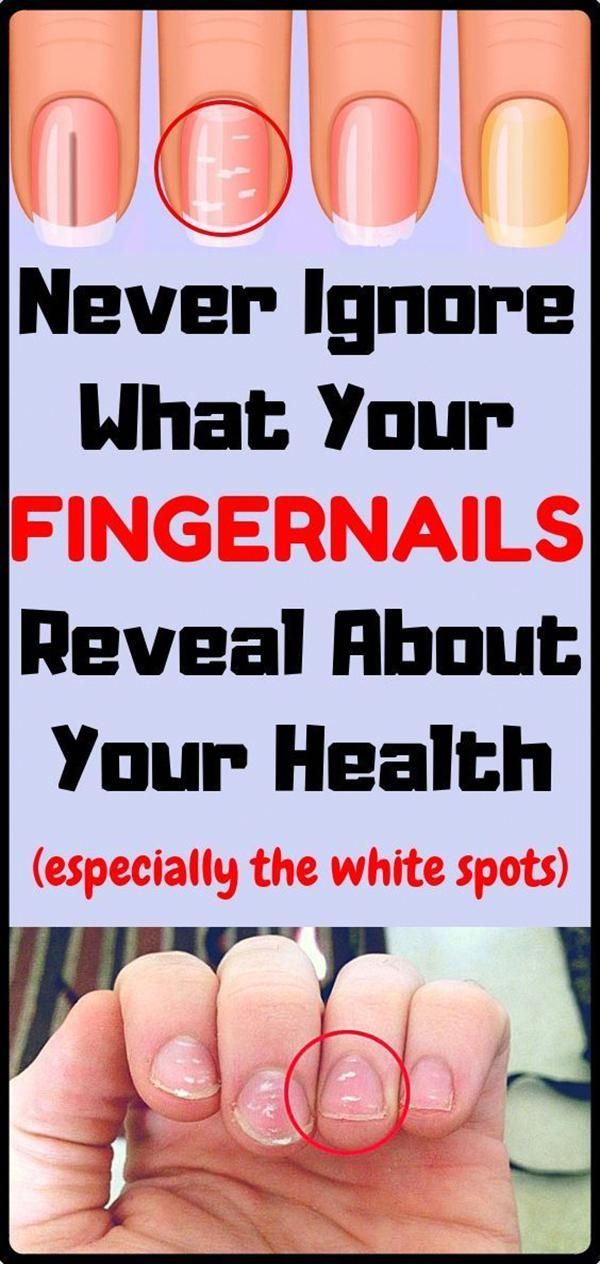 Never Ignore
What Your
FINGERNAILS
Reveal About
Your Health
(especially the white spots)